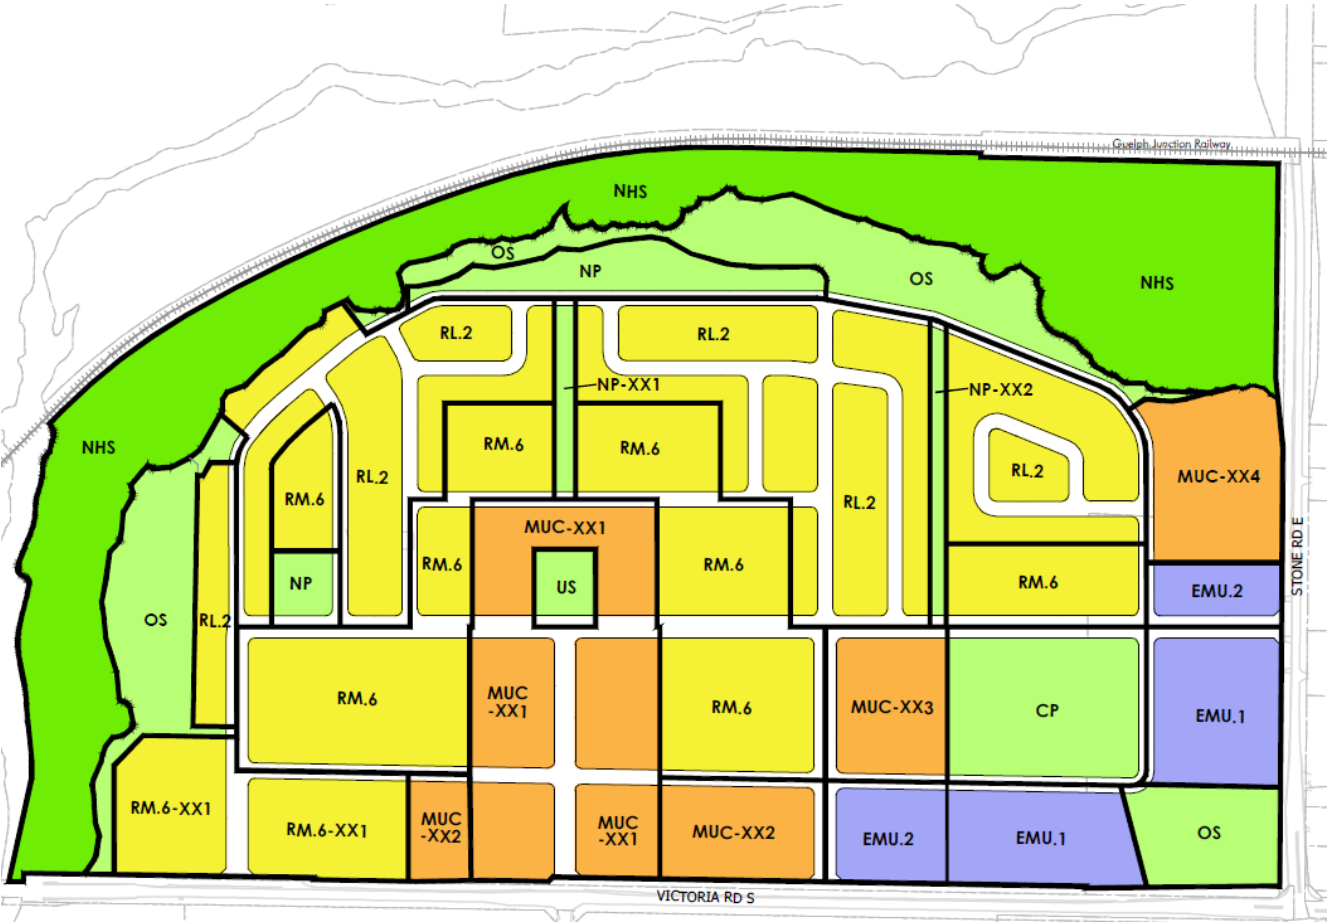 Guelph Junction Railway
NHS
OS
NP
OS
NHS
RL.2
RL.2
NP-XX1
NP-XX2
NHS
RM.6
RM.6
RL.2
RL.2
MUC-XX4
RM.6
RL.2
MUC-XX1
STONE RD E
RM.6
RM.6
NP
US
RM.6
EMU.2
OS
RL.2
RM.6
MUC
-XX1
RM.6
MUC-XX3
CP
EMU.1
RM.6-XX1
RM.6-XX1
MUC
-XX2
MUC
-XX1
MUC-XX2
EMU.2
EMU.1
OS
VICTORIA RD S